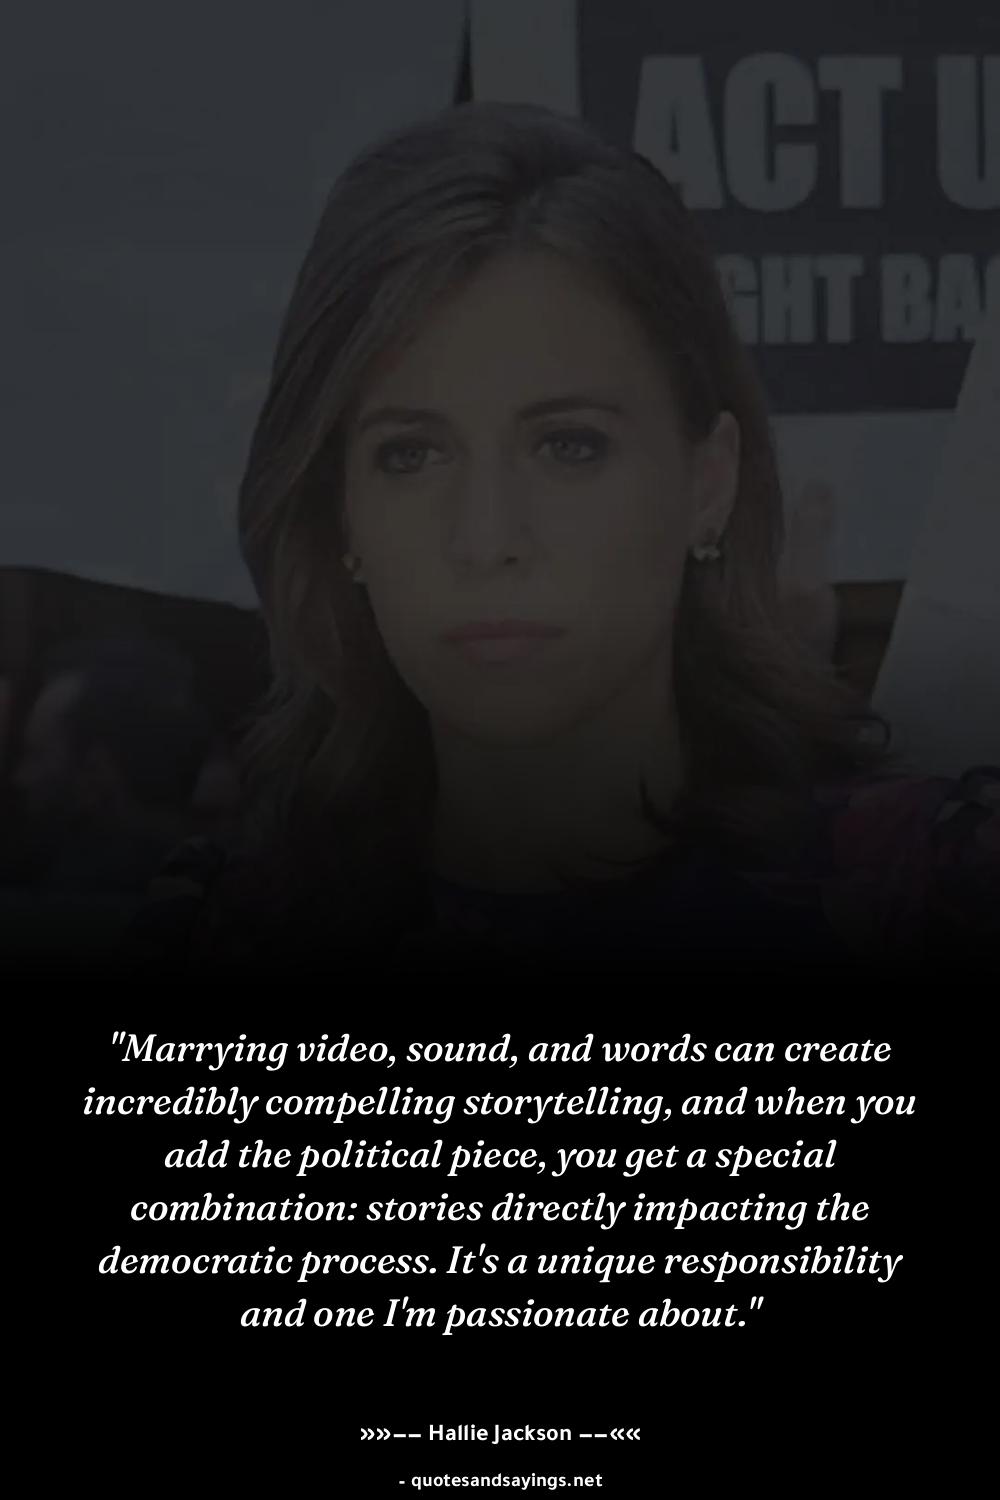 ACT U
GHT BAC
"Marrying video, sound, and words can create
incredibly compelling storytelling, and when you
add the political piece, you get a special
combination: stories directly impacting the
democratic process. It's a unique responsibility
and one I'm passionate about."
»»–– Hallie Jackson ––««
- quotesandsayings.net